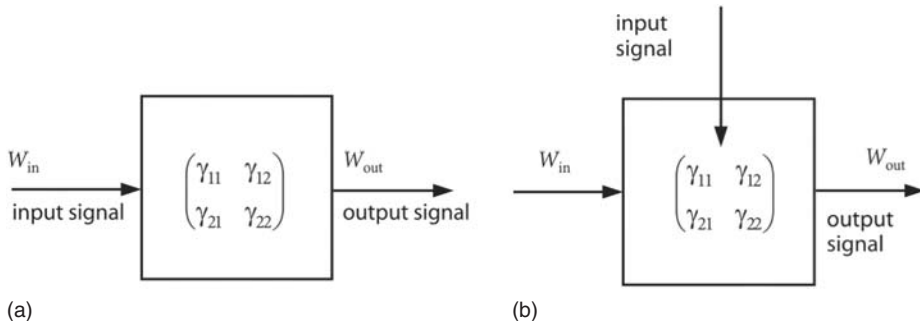 W_in
input signal
(γ11 γ12
γ21 γ22)
W_out
output signal
(a)
input
signal
W_in
(γ11 γ12
γ21 γ22)
W_out
output
signal
(b)